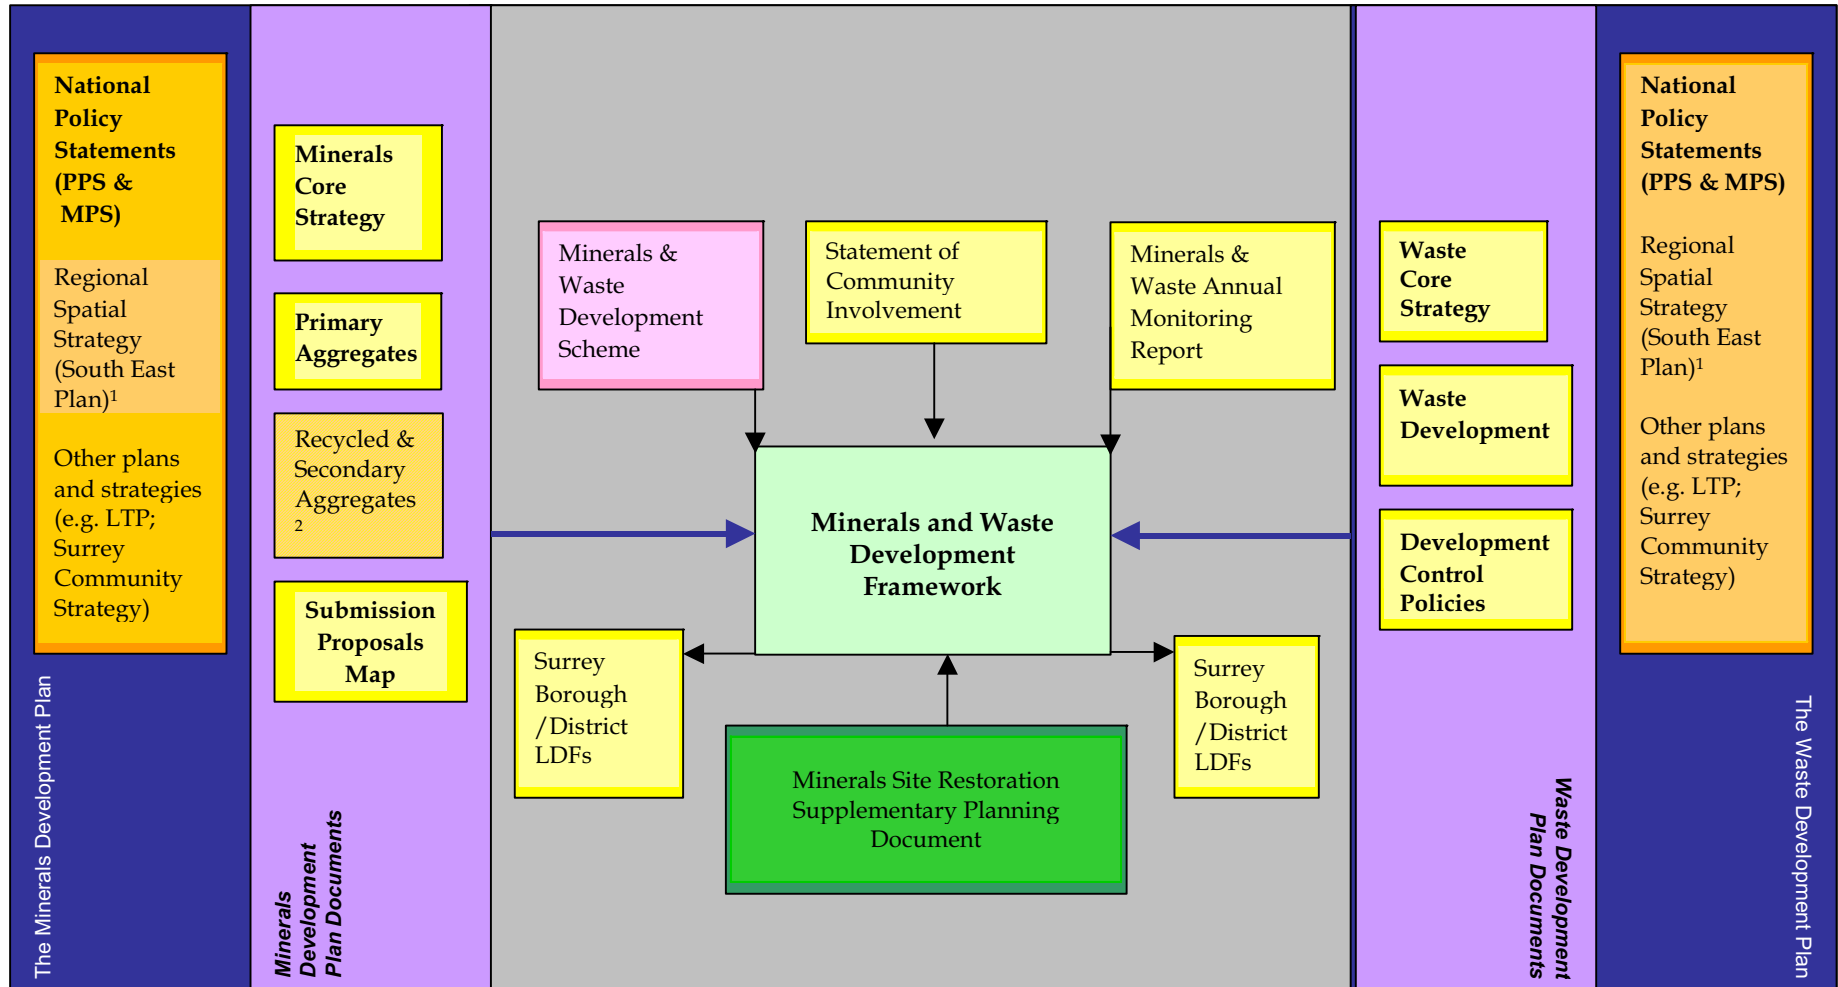 National
Policy
Statements
(PPS &
MPS)
Regional
Spatial
Strategy
(South East
Plan)¹
Other plans
and strategies
(e.g. LTP;
Surrey
Community
Strategy)
The Minerals Development Plan
Minerals
Core
Strategy
Primary
Aggregates
Recycled &
Secondary
Aggregates
2
Submission
Proposals
Map
Minerals
Development
Plan Documents
Minerals &
Waste
Development
Scheme
Statement of
Community
Involvement
Minerals &
Waste Annual
Monitoring
Report
Minerals and Waste
Development
Framework
Surrey
Borough
/District
LDFs
Surrey
Borough
/District
LDFs
Minerals Site Restoration
Supplementary Planning
Document
Waste
Core
Strategy
Waste
Development
Development
Control
Policies
Waste Development
Plan Documents
National
Policy
Statements
(PPS & MPS)
Regional
Spatial
Strategy
(South East
Plan)¹
Other plans
and strategies
(e.g. LTP;
Surrey
Community
Strategy)
The Waste Development Plan